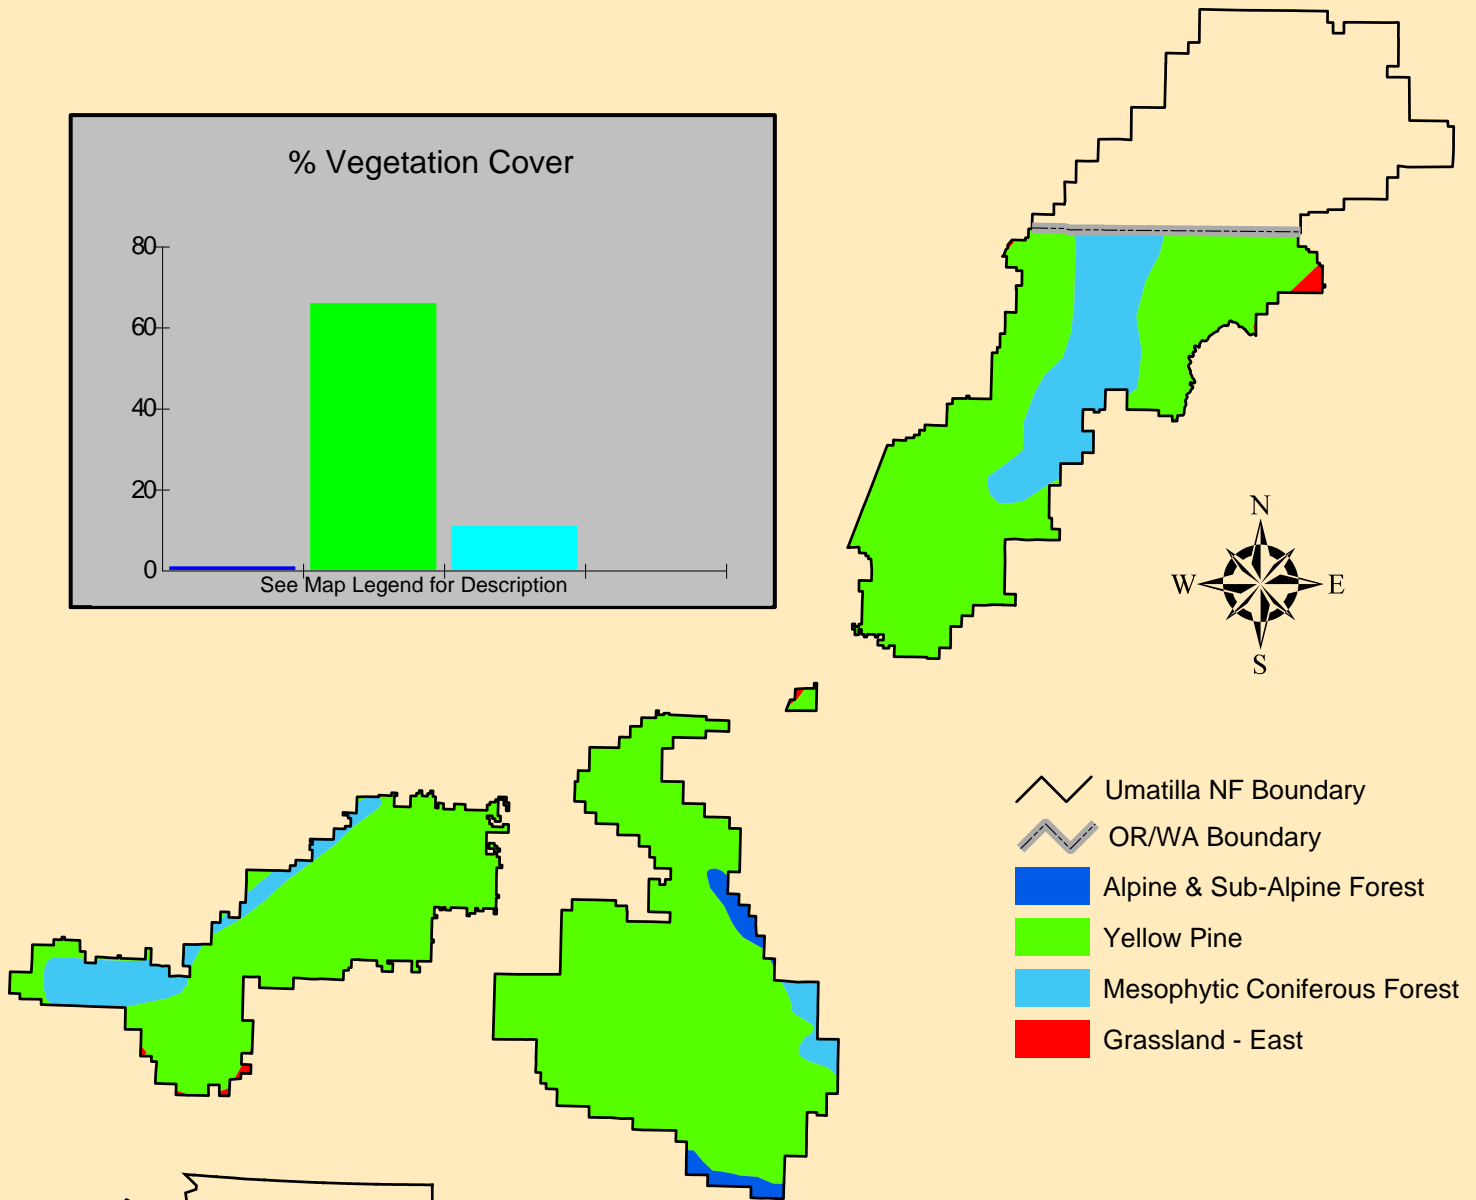 % Vegetation Cover
80
60
40
20
0
See Map Legend for Description
N
W E
S
Umatilla NF Boundary
OR/WA Boundary
Alpine & Sub-Alpine Forest
Yellow Pine
Mesophytic Coniferous Forest
Grassland - East